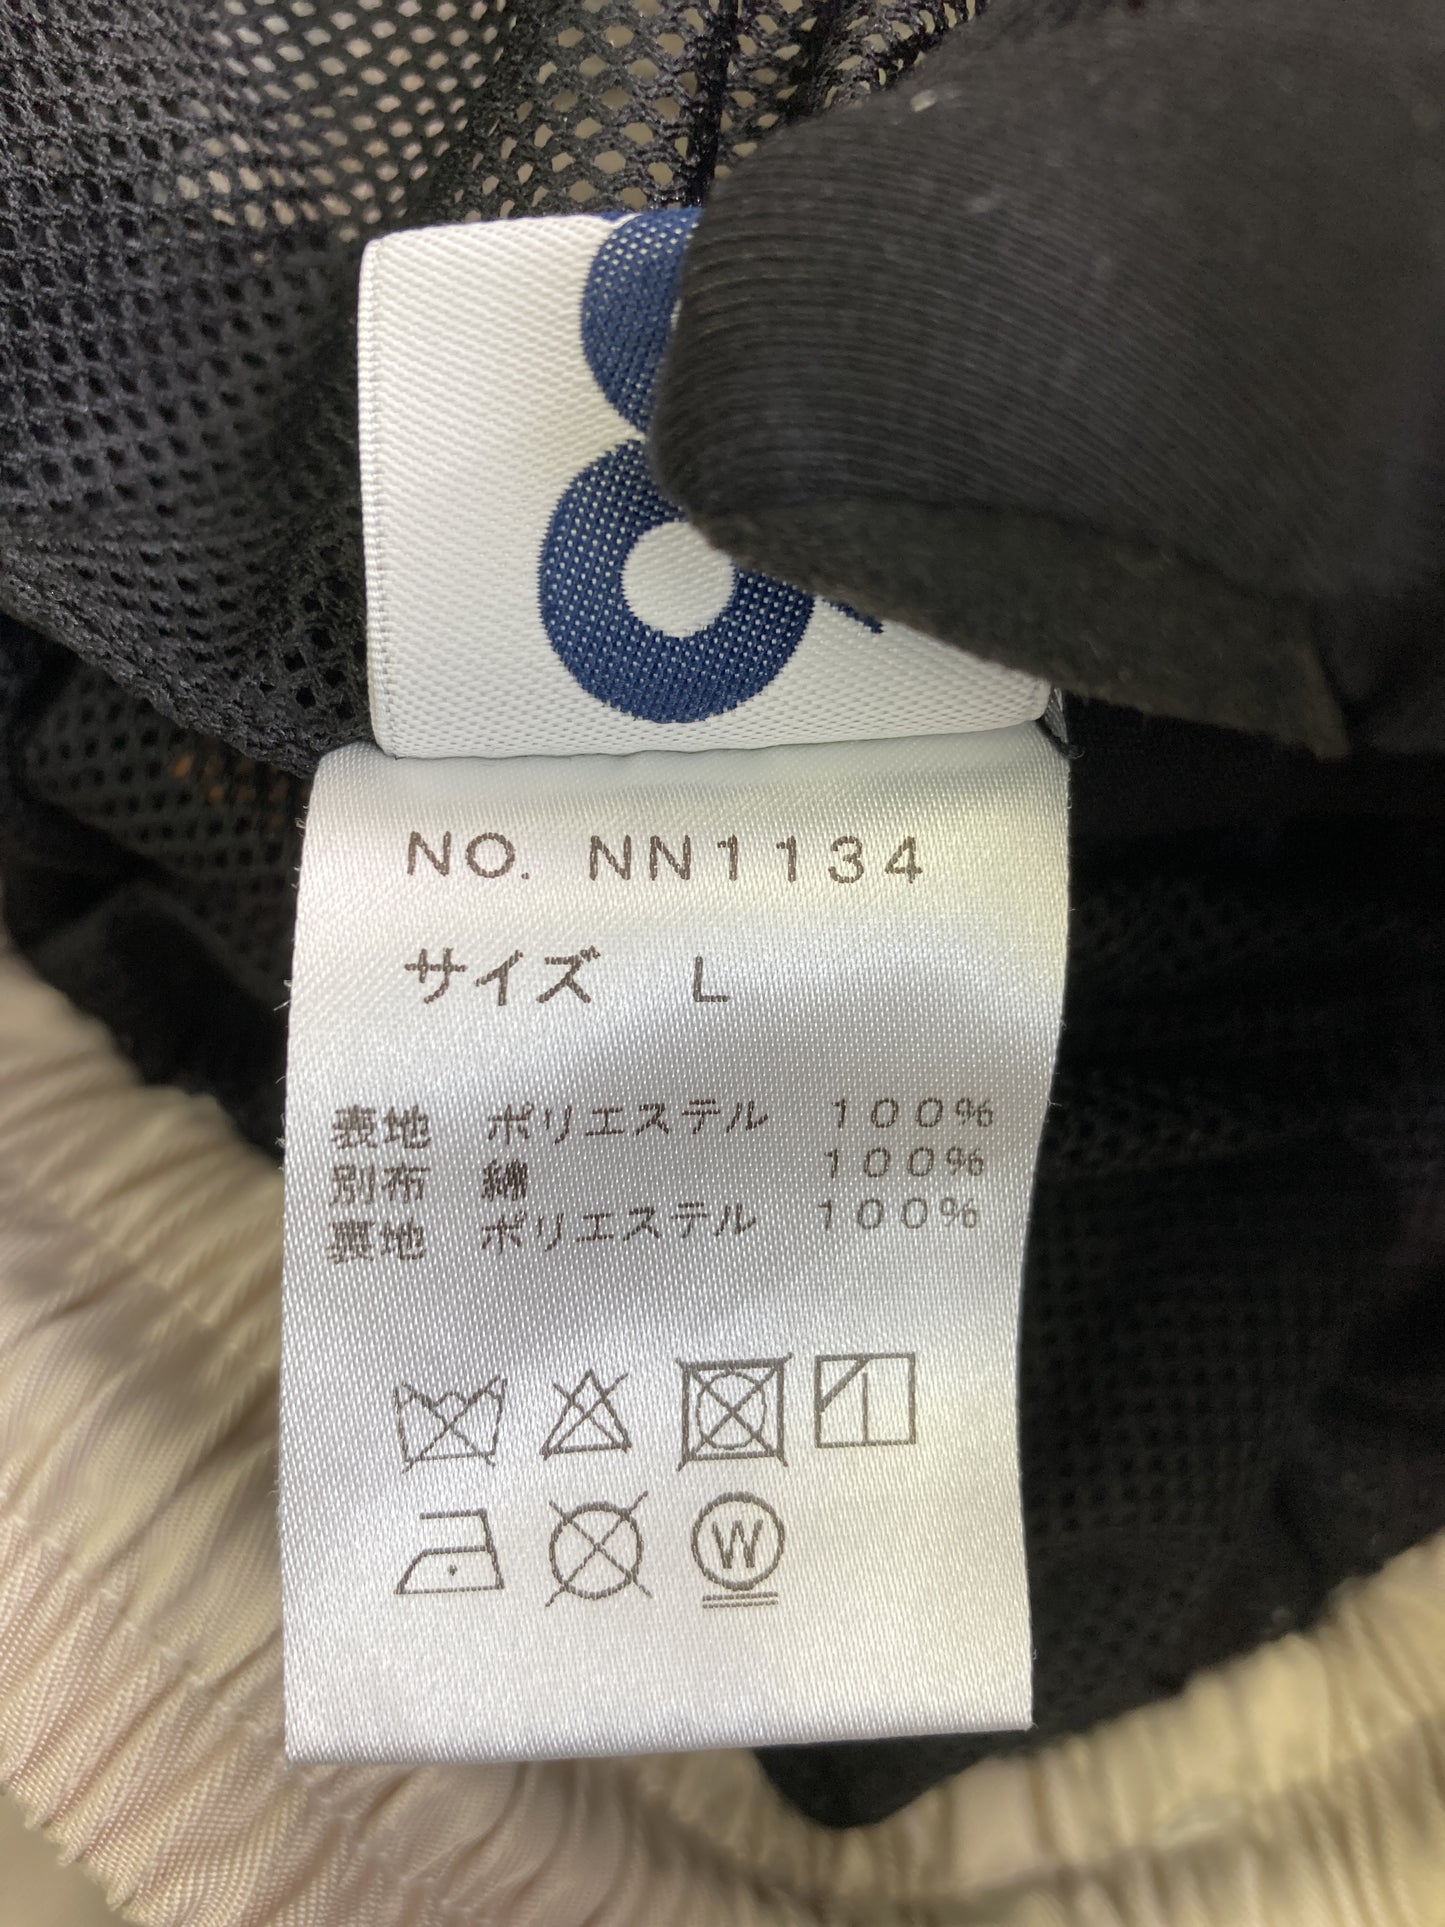 NO. NN1134
サイズ L
表地 ポリエステル 100%
別布 綿 100%
裏地 ポリエステル 100%
W